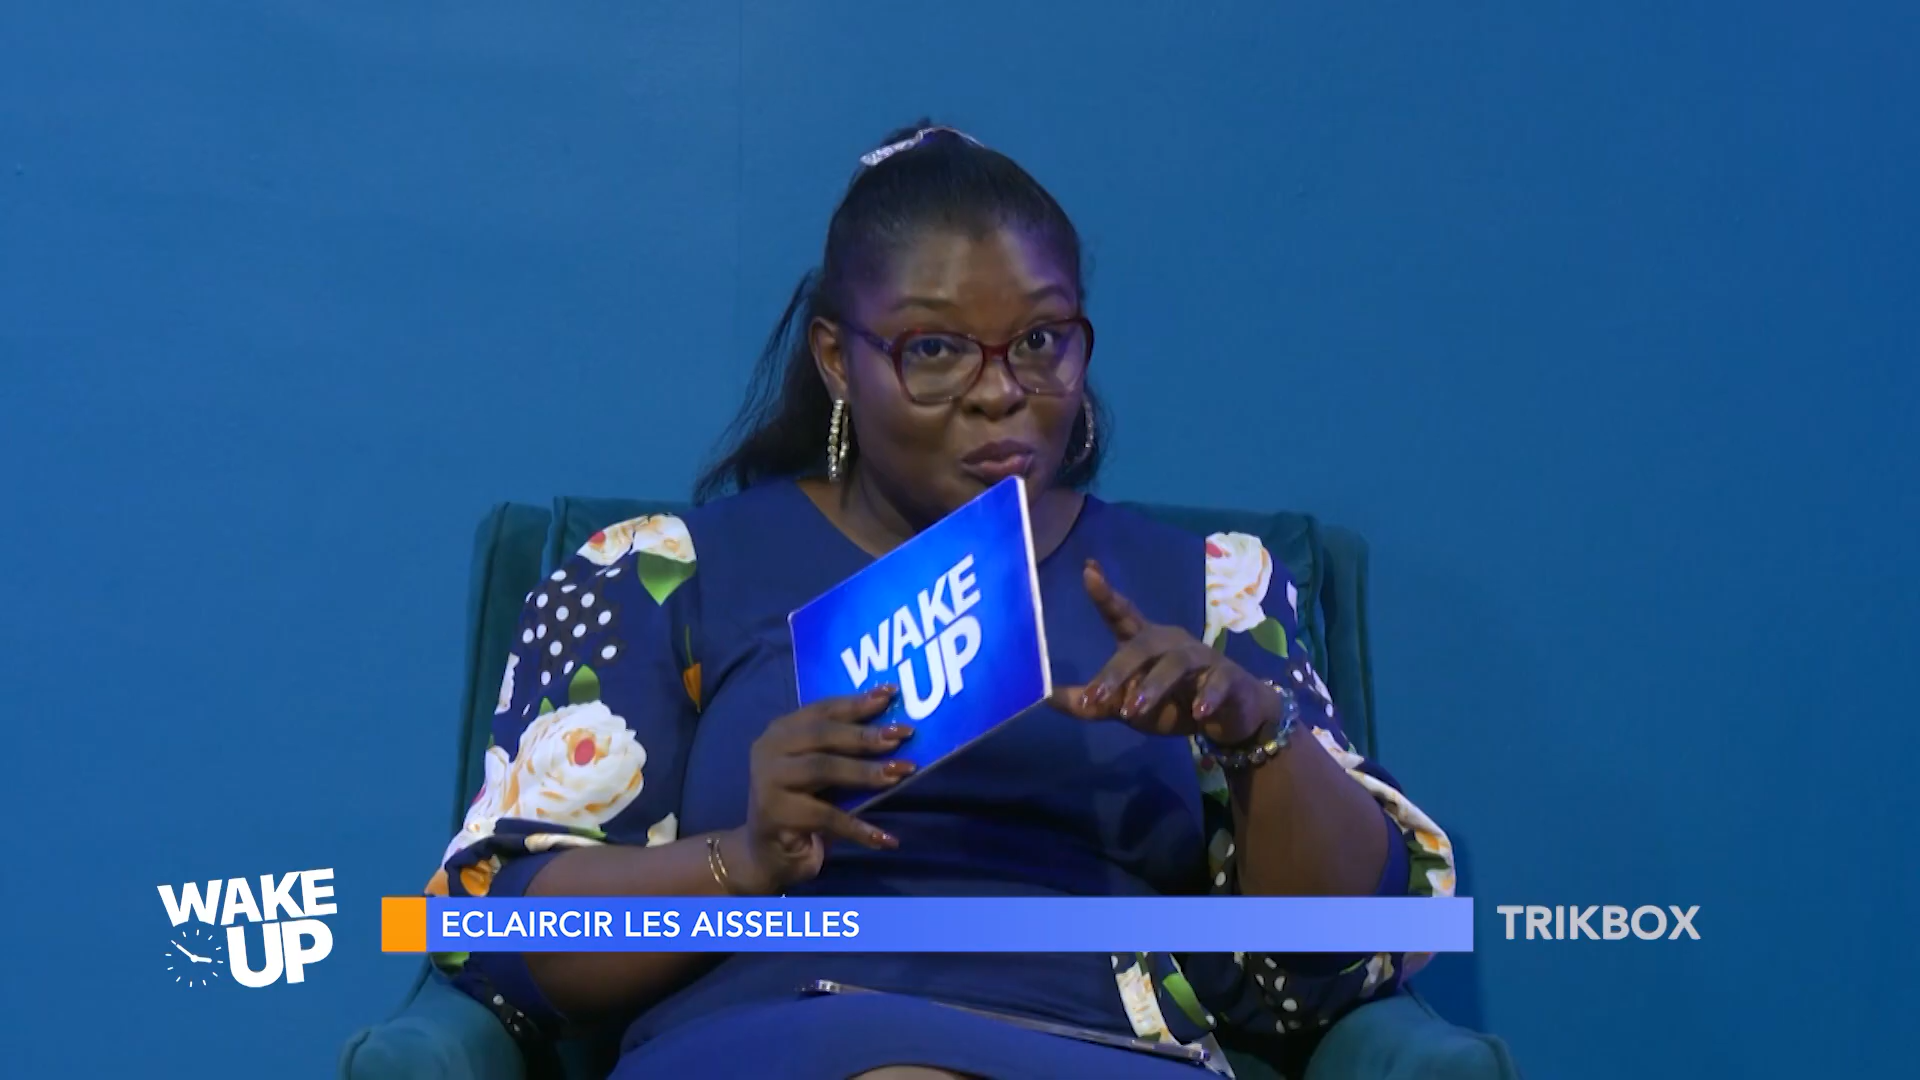 WAKE
UP
WAKE
UP
ECLAIRCIR LES AISSELLES
TRIKBOX